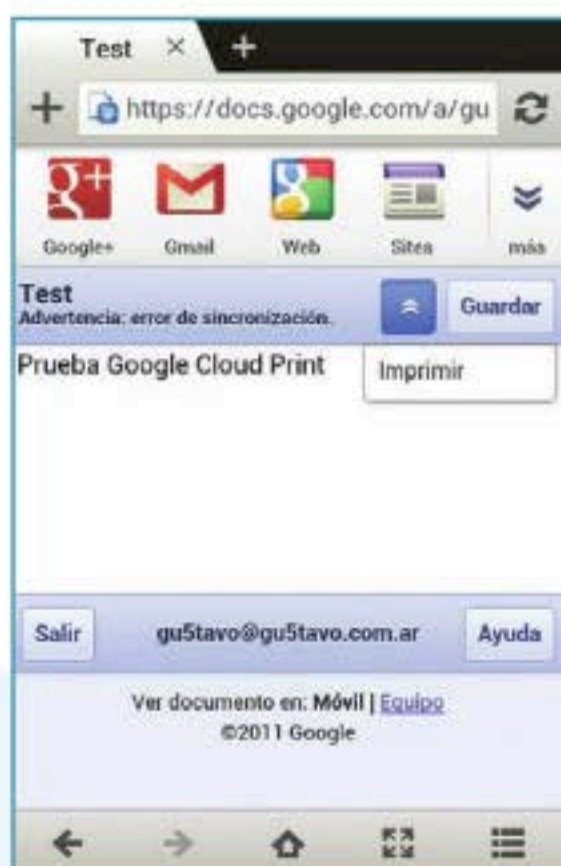 Test
https://docs.google.com/a/gu
Google+ Gmail Web Sites más
Test
Advertencia: error de sincronización.
Guardar
Prueba Google Cloud Print
Imprimir
Salir gu5tavo@gu5tavo.com.ar Ayuda
Ver documento en: Móvil | Equipo
©2011 Google